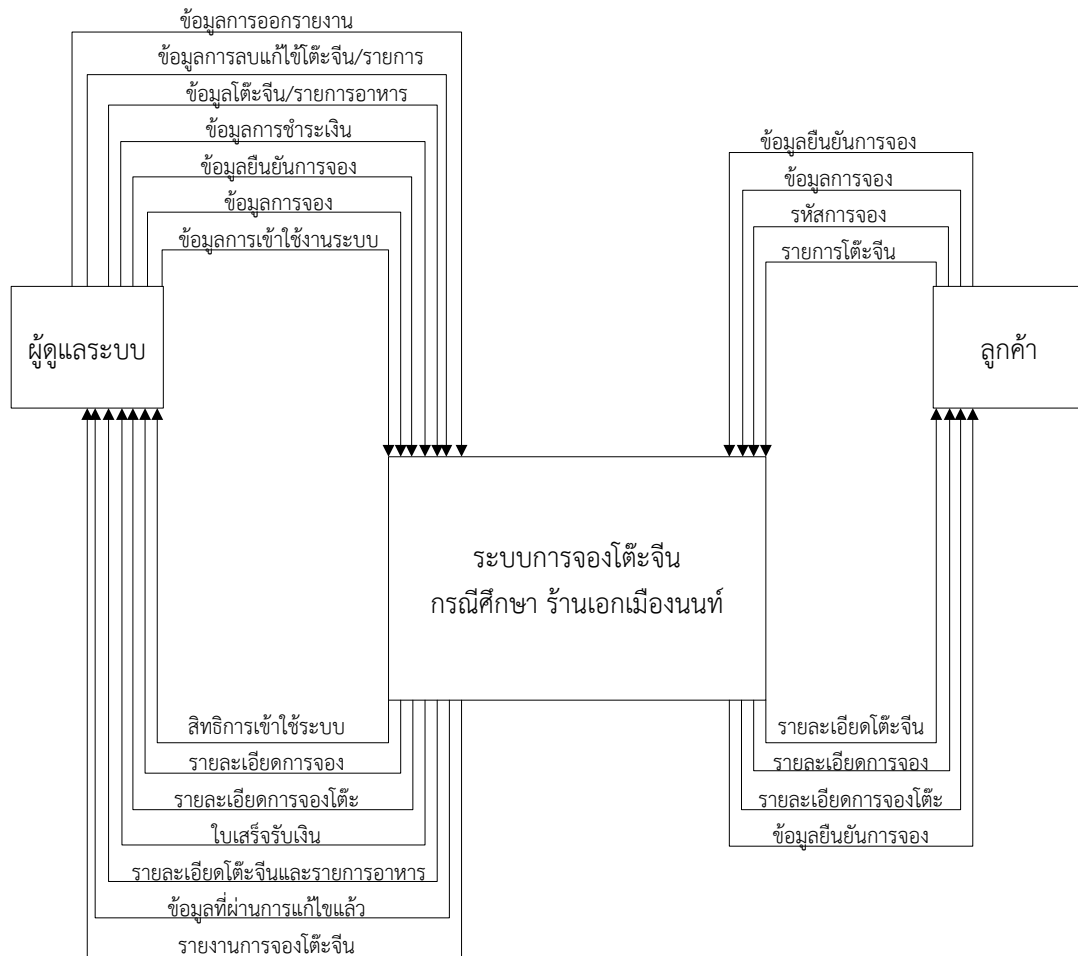 ข้อมูลการออกรายงาน
ข้อมูลการลบแก้ไข้โต๊ะจีน/รายการ
ข้อมูลโต๊ะจีน/รายการอาหาร
ข้อมูลการชำระเงิน
ข้อมูลยืนยันการจอง
ข้อมูลการจอง
ข้อมูลการเข้าใช้งานระบบ
ข้อมูลยืนยันการจอง
ข้อมูลการจอง
รหัสการจอง
รายการโต๊ะจีน
ผู้ดูแลระบบ
ลูกค้า
ระบบการจองโต๊ะจีน
กรณีศึกษา ร้านเอกเมืองนนท์
สิทธิการเข้าใช้ระบบ
รายละเอียดการจอง
รายละเอียดการจองโต๊ะ
ใบเสร็จรับเงิน
รายละเอียดโต๊ะจีนและรายการอาหาร
ข้อมูลที่ผ่านการแก้ไขแล้ว
รายงานการจองโต๊ะจีน
รายละเอียดโต๊ะจีน
รายละเอียดการจอง
รายละเอียดการจองโต๊ะ
ข้อมูลยืนยันการจอง